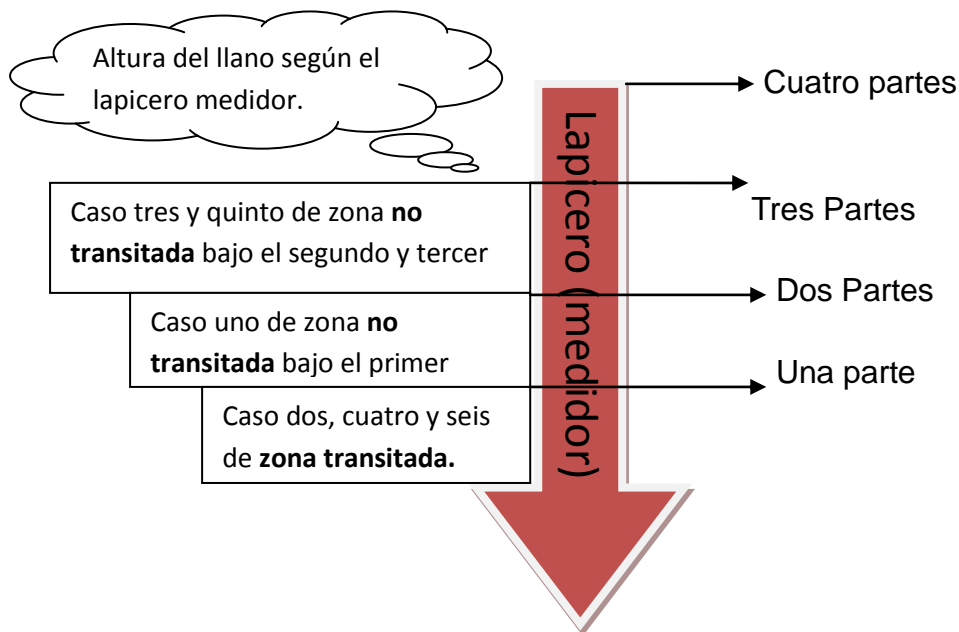 Altura del llano según el
lapicero medidor.
Cuatro partes
Lapicero (medidor)
Tres Partes
Caso tres y quinto de zona no
transitada bajo el segundo y tercer
Dos Partes
Caso uno de zona no
transitada bajo el primer
Una parte
Caso dos, cuatro y seis
de zona transitada.